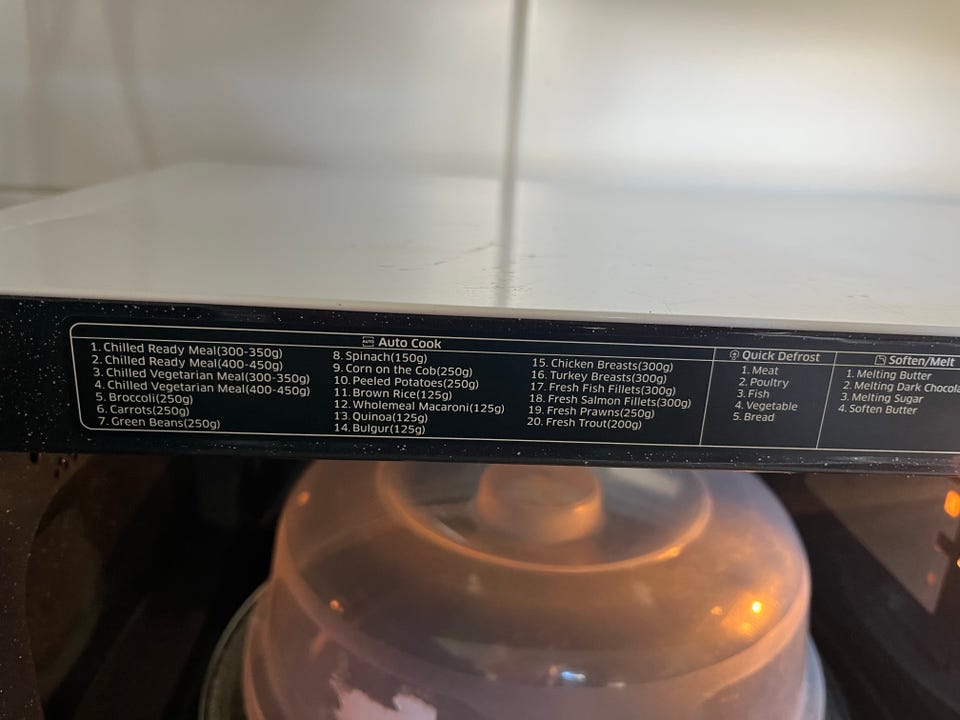 Auto Cook
1. Chilled Ready Meal(300-350g)
2. Chilled Ready Meal(400-450g)
3. Chilled Vegetarian Meal(300-350g)
4. Chilled Vegetarian Meal(400-450g)
5. Broccoli(250g)
6. Carrots(250g)
7. Green Beans(250g)
8. Spinach(150g)
9. Corn on the Cob(250g)
10. Peeled Potatoes(250g)
11. Brown Rice(125g)
12. Wholemeal Macaroni(125g)
13. Quinoa(125g)
14. Bulgur(125g)
15. Chicken Breasts(300g)
16. Turkey Breasts(300g)
17. Fresh Fish Fillets(300g)
18. Fresh Salmon Fillets(300g)
19. Fresh Prawns(250g)
20. Fresh Trout(200g)
Quick Defrost
1. Meat
2. Poultry
3. Fish
4. Vegetable
5. Bread
Soften/Melt
1. Melting Butter
2. Melting Dark Chocola
3. Melting Sugar
4. Soften Butter